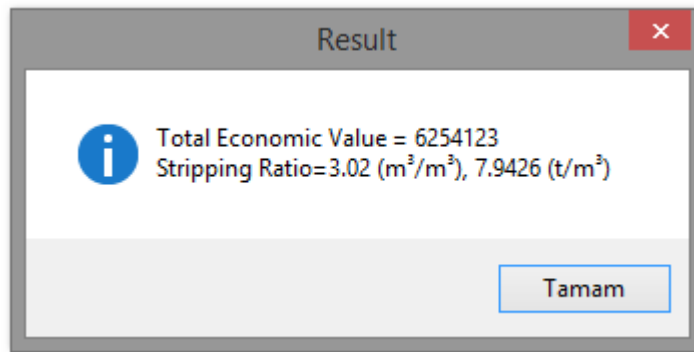 Result
Total Economic Value = 6254123
Stripping Ratio=3.02 (m³/m³), 7.9426 (t/m³)
Tamam